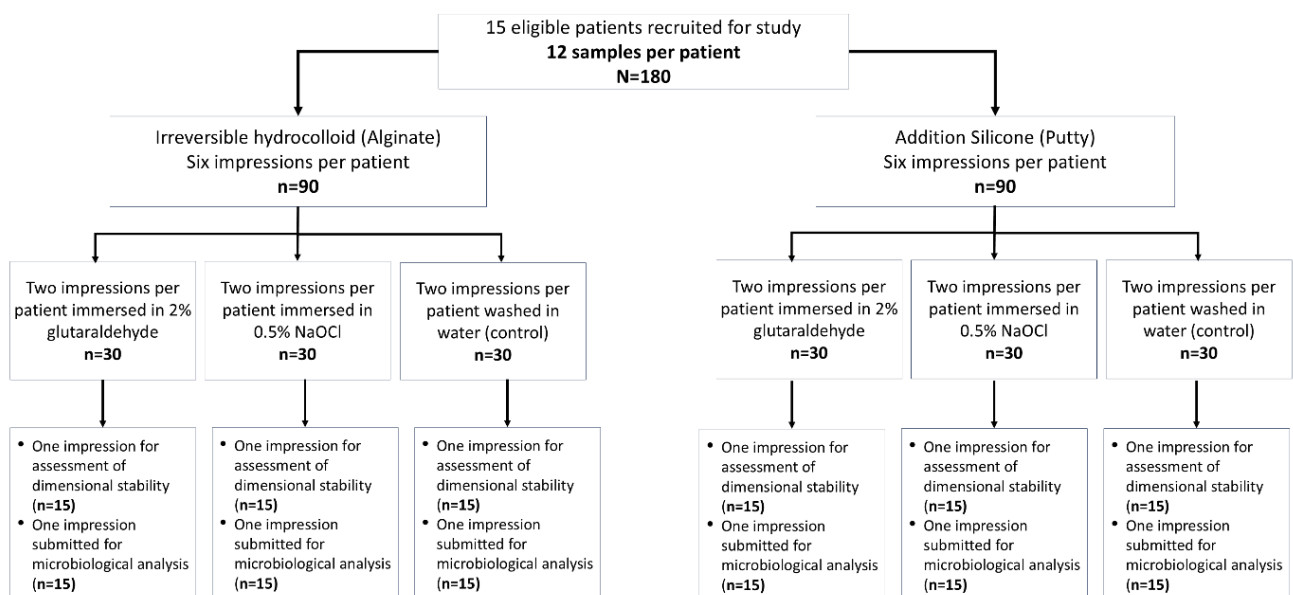 15 eligible patients recruited for study
12 samples per patient
N=180
Irreversible hydrocolloid (Alginate)
Six impressions per patient
n=90
Addition Silicone (Putty)
Six impressions per patient
n=90
Two impressions per
patient immersed in 2%
glutaraldehyde
n=30
Two impressions per
patient immersed in
0.5% NaOCl
n=30
Two impressions per
patient washed in
water (control)
n=30
Two impressions per
patient immersed in 2%
glutaraldehyde
n=30
Two impressions per
patient immersed in
0.5% NaOCl
n=30
Two impressions per
patient washed in
water (control)
n=30
• One impression for
assessment of
dimensional stability
(n=15)
• One impression
submitted for
microbiological analysis
(n=15)
• One impression for
assessment of
dimensional stability
(n=15)
• One impression
submitted for
microbiological analysis
(n=15)
• One impression for
assessment of
dimensional stability
(n=15)
• One impression
submitted for
microbiological analysis
(n=15)
• One impression for
assessment of
dimensional stability
(n=15)
• One impression
submitted for
microbiological analysis
(n=15)
• One impression for
assessment of
dimensional stability
(n=15)
• One impression
submitted for
microbiological analysis
(n=15)
• One impression for
assessment of
dimensional stability
(n=15)
• One impression
submitted for
microbiological analysis
(n=15)